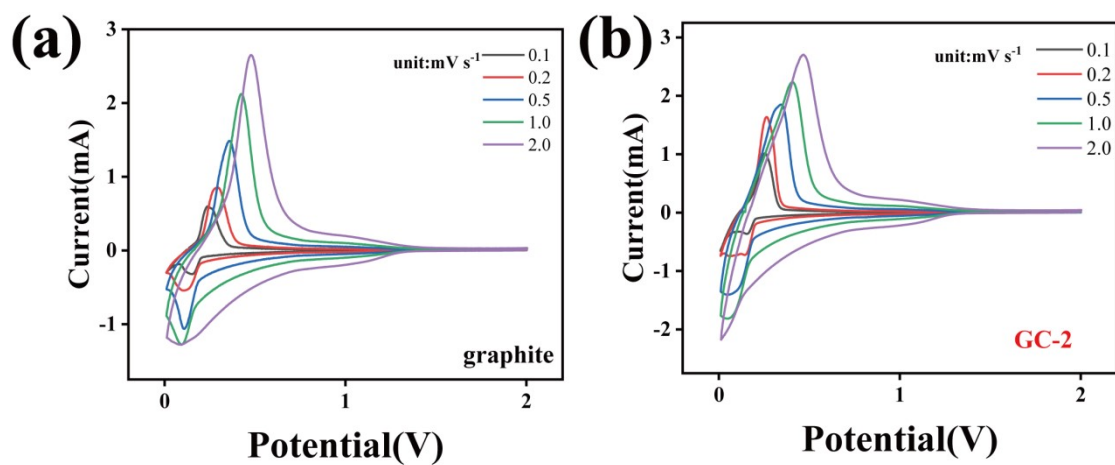 (a)
3
2
1
0
-1
Current(mA)
unit:mV s⁻¹
0.1
0.2
0.5
1.0
2.0
graphite
0 1 2
Potential(V)
(b)
3
2
1
0
-1
-2
Current(mA)
unit:mV s⁻¹
0.1
0.2
0.5
1.0
2.0
GC-2
0 1 2
Potential(V)